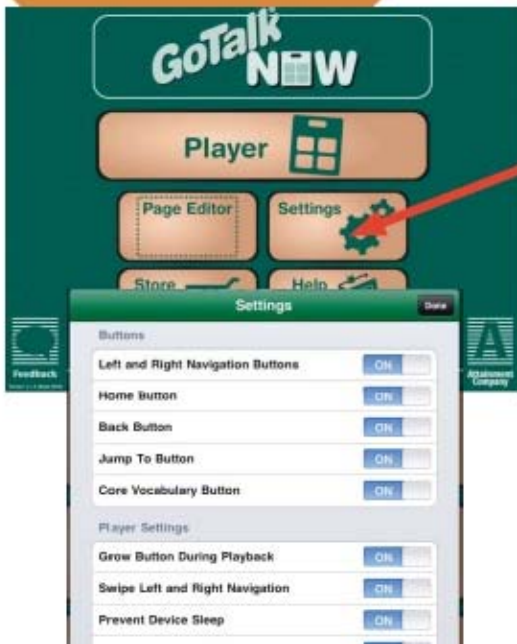 GoTalk
NOW
Player
Page Editor
Settings
Store
Help
Settings
Done
Buttons
Left and Right Navigation Buttons
ON
Home Button
ON
Back Button
ON
Jump To Button
ON
Core Vocabulary Button
ON
Player Settings
Grow Button During Playback
ON
Swipe Left and Right Navigation
ON
Prevent Device Sleep
ON
Feedback
Attainment
Company